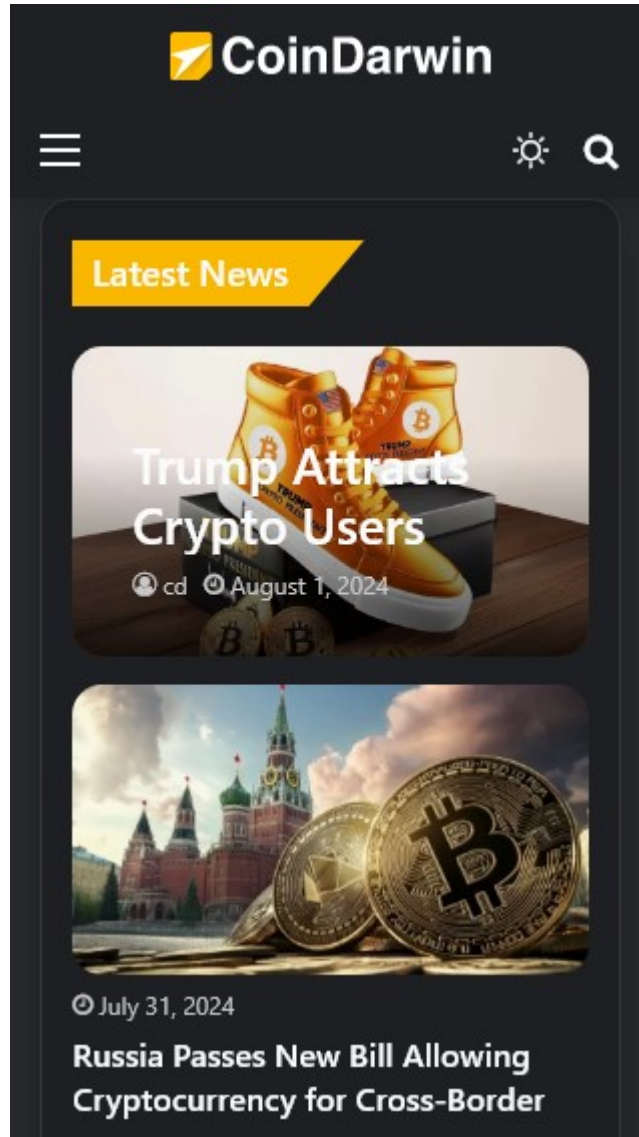 CoinDarwin
Latest News
Trump Attracts
Crypto Users
cd August 1, 2024
July 31, 2024
Russia Passes New Bill Allowing
Cryptocurrency for Cross-Border